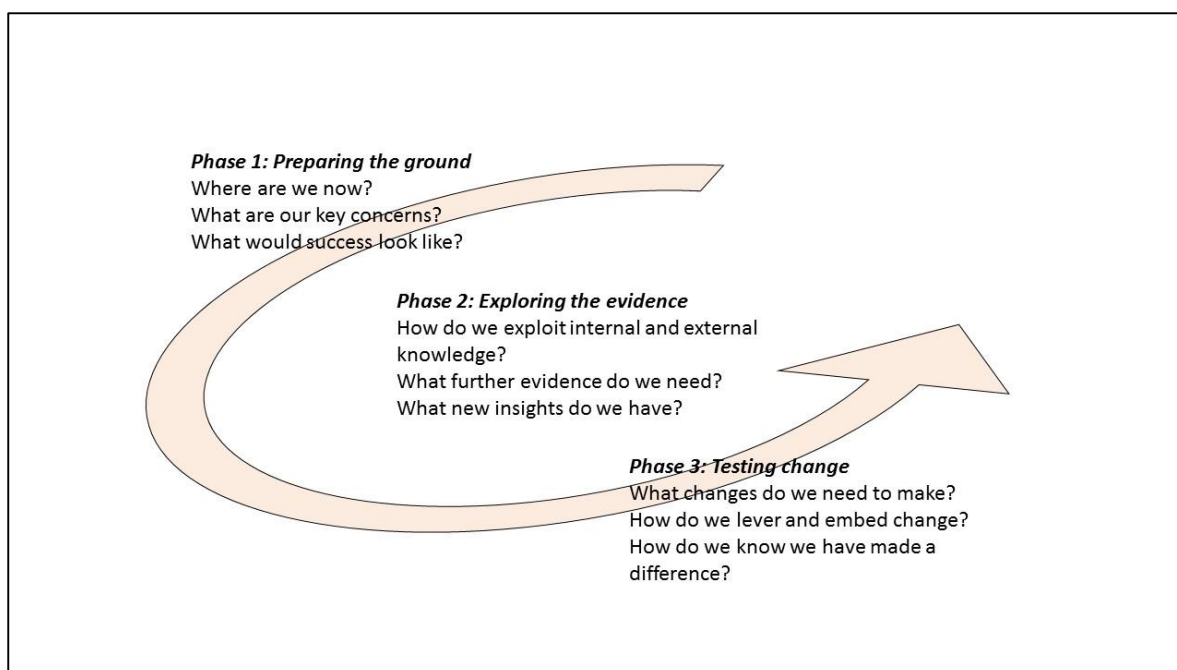 Phase 1: Preparing the ground
Where are we now?
What are our key concerns?
What would success look like?
Phase 2: Exploring the evidence
How do we exploit internal and external
knowledge?
What further evidence do we need?
What new insights do we have?
Phase 3: Testing change
What changes do we need to make?
How do we lever and embed change?
How do we know we have made a
difference?